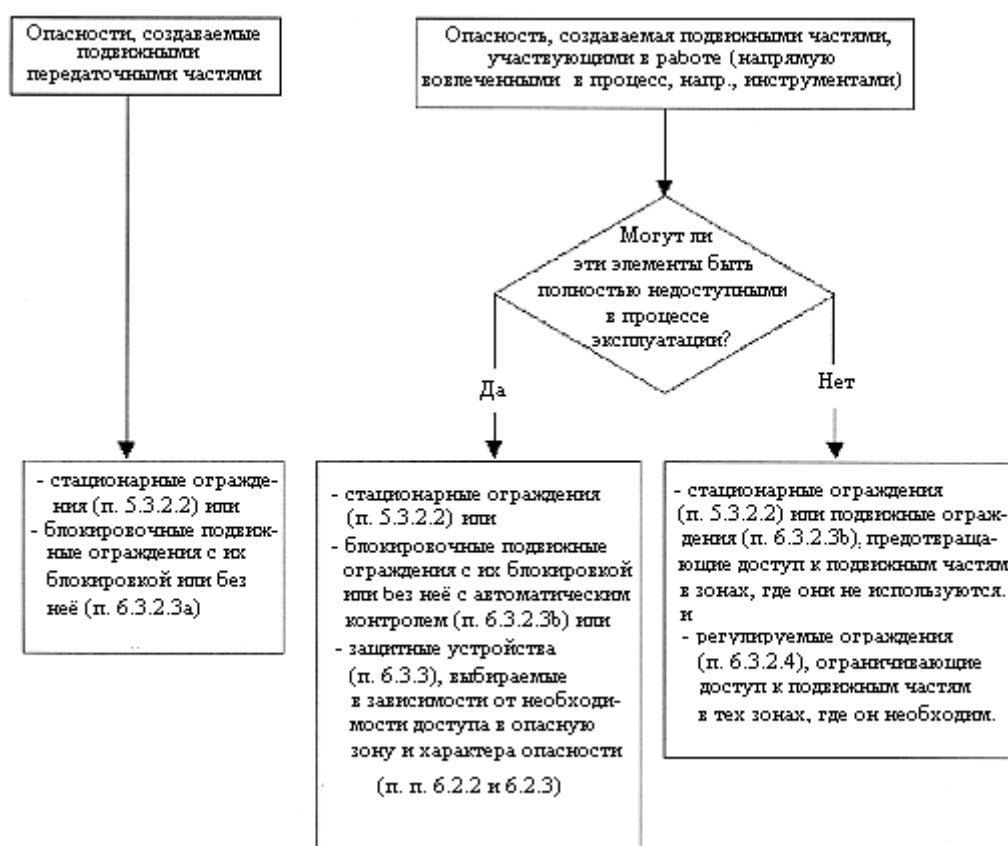 Опасности, создаваемые
подвижными
передаточными частями
Опасность, создаваемая подвижными частями,
участвующими в работе (напрямую
вовлеченными в процесс, напр., инструментами)
Могут ли
эти элементы быть
полностью недоступными
в процессе
эксплуатации?
Да
Нет
- стационарные огражде-
ния (п. 5.3.2.2) или
- блокировочные подвиж-
ные ограждения с их
блокировкой или без
неё (п. 6.3.2.3a)
- стационарные ограждения
(п. 5.3.2.2) или
- блокировочные подвижные
ограждения с их блокировкой
или без неё с автоматическим
контролем (п. 6.3.2.3b) или
- защитные устройства
(п. 6.3.3), выбираемые
в зависимости от необходи-
мости доступа в опасную
зону и характера опасности
(п. п. 6.2.2 и 6.2.3)
- стационарные ограждения
(п. 5.3.2.2) или подвижные ограж-
дения (п. 6.3.2.3b), предотвраща-
ющие доступ к подвижным частям
в зонах, где они не используются.
и
- регулируемые ограждения
(п. 6.3.2.4), ограничивающие
доступ к подвижным частям
в тех зонах, где он необходим.